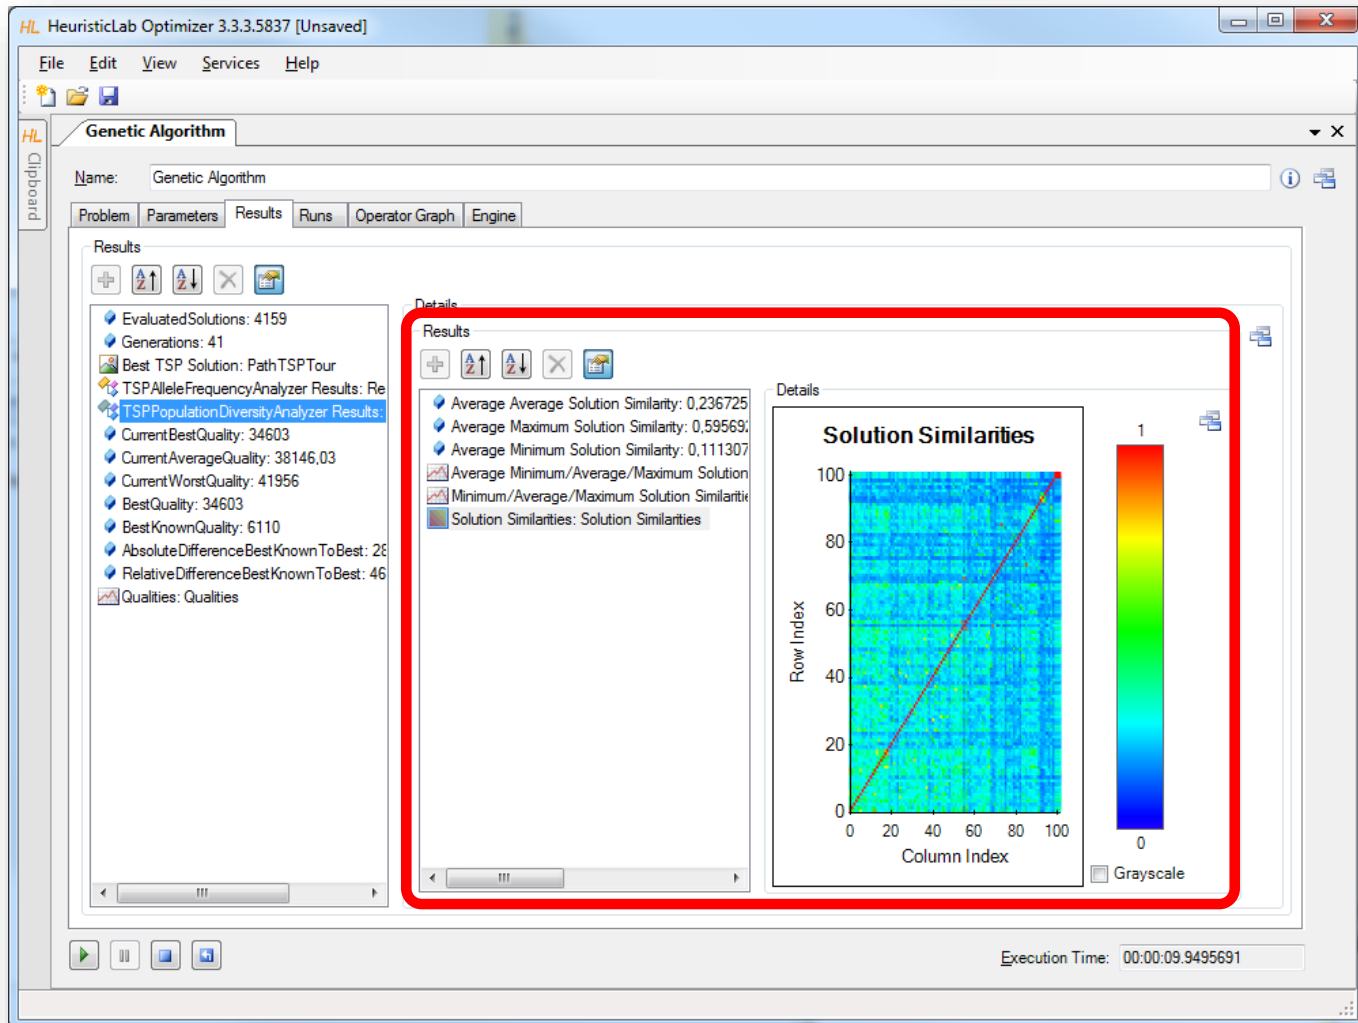 HL HeuristicLab Optimizer 3.3.3.5837 [Unsaved]
File Edit View Services Help
HL Clipboard
Genetic Algorithm
Name: Genetic Algorithm
Problem Parameters Results Runs Operator Graph Engine
Results
EvaluatedSolutions: 4159
Generations: 41
Best TSP Solution: PathTSPTour
TSPAlleleFrequencyAnalyzer Results: Re
TSPPopulationDiversityAnalyzer Results:
CurrentBestQuality: 34603
CurrentAverageQuality: 38146,03
CurrentWorstQuality: 41956
BestQuality: 34603
BestKnownQuality: 6110
AbsoluteDifferenceBestKnownToBest: 28
RelativeDifferenceBestKnownToBest: 46
Qualities: Qualities
Details
Results
Average Average Solution Similarity: 0,236725
Average Maximum Solution Similarity: 0,595692
Average Minimum Solution Similarity: 0,111307
Average Minimum/Average/Maximum Solution
Minimum/Average/Maximum Solution Similaritie
Solution Similarities: Solution Similarities
Details
Solution Similarities
1
100
80
60
40
20
0
Row Index
0 20 40 60 80 100
Column Index
0
Grayscale
Execution Time: 00:00:09.9495691